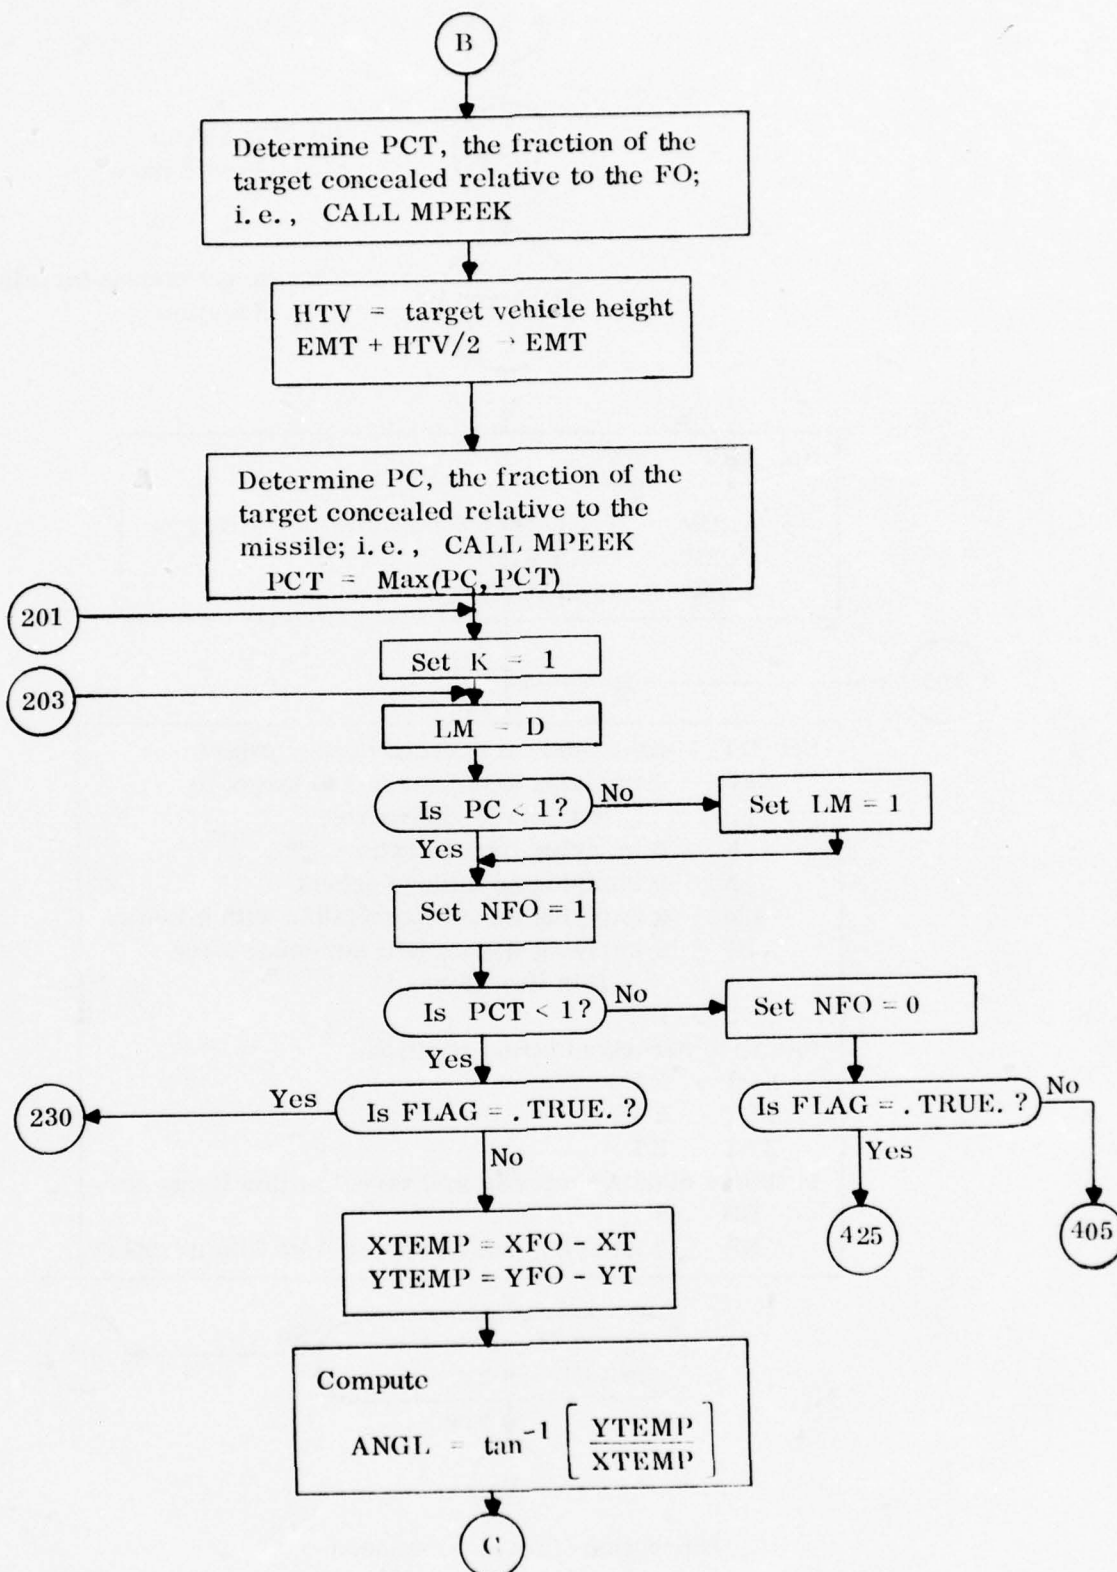 B
Determine PCT, the fraction of the
target concealed relative to the FO;
i.e., CALL MPEEK
HTV = target vehicle height
EMT + HTV/2 → EMT
Determine PC, the fraction of the
target concealed relative to the
missile; i.e., CALL MPEEK
PCT = Max(PC, PCT)
201
Set K = 1
203
LM = D
Is PC < 1?
No
Set LM = 1
Yes
Set NFO = 1
Is PCT < 1?
No
Set NFO = 0
Yes
230
Yes
Is FLAG = .TRUE. ?
Is FLAG = .TRUE. ?
No
No
Yes
425
405
XTEMP = XFO - XT
YTEMP = YFO - YT
Compute
ANGL = tan⁻¹ [ YTEMP
XTEMP ]
C